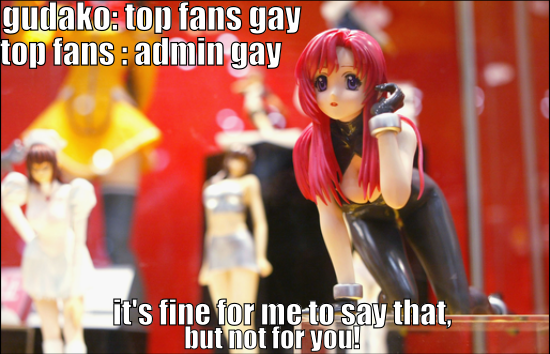 gudako: top fans gay
top fans : admin gay
it's fine for me to say that,
but not for you!